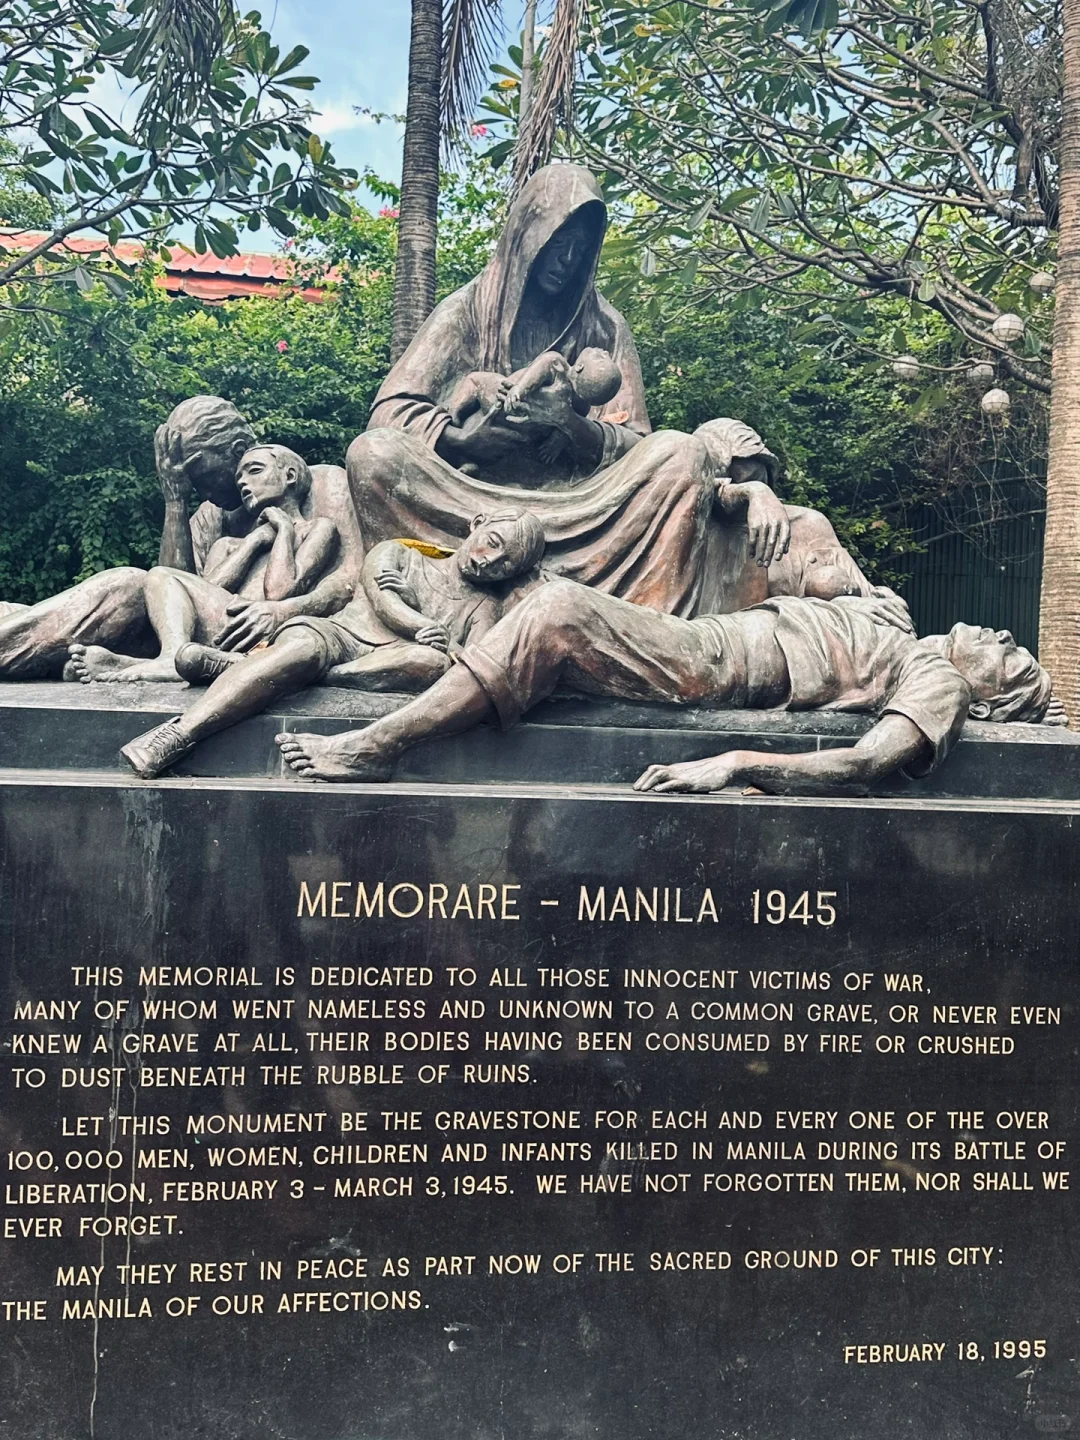 MEMORARE - MANILA 1945
THIS MEMORIAL IS DEDICATED TO ALL THOSE INNOCENT VICTIMS OF WAR,
MANY OF WHOM WENT NAMELESS AND UNKNOWN TO A COMMON GRAVE, OR NEVER EVEN
KNEW A GRAVE AT ALL, THEIR BODIES HAVING BEEN CONSUMED BY FIRE OR CRUSHED
TO DUST BENEATH THE RUBBLE OF RUINS.
LET THIS MONUMENT BE THE GRAVESTONE FOR EACH AND EVERY ONE OF THE OVER
100,000 MEN, WOMEN, CHILDREN AND INFANTS KILLED IN MANILA DURING ITS BATTLE OF
LIBERATION, FEBRUARY 3 - MARCH 3, 1945. WE HAVE NOT FORGOTTEN THEM, NOR SHALL WE
EVER FORGET.
MAY THEY REST IN PEACE AS PART NOW OF THE SACRED GROUND OF THIS CITY:
THE MANILA OF OUR AFFECTIONS.
FEBRUARY 18, 1995